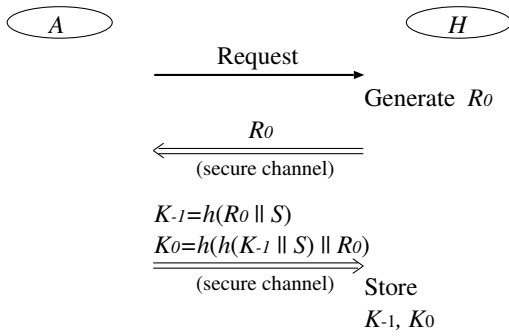 A
H
Request
Generate R0
R0
(secure channel)
K-1=h(R0 || S)
K0=h(h(K-1 || S) || R0)
(secure channel)
Store
K-1, K0